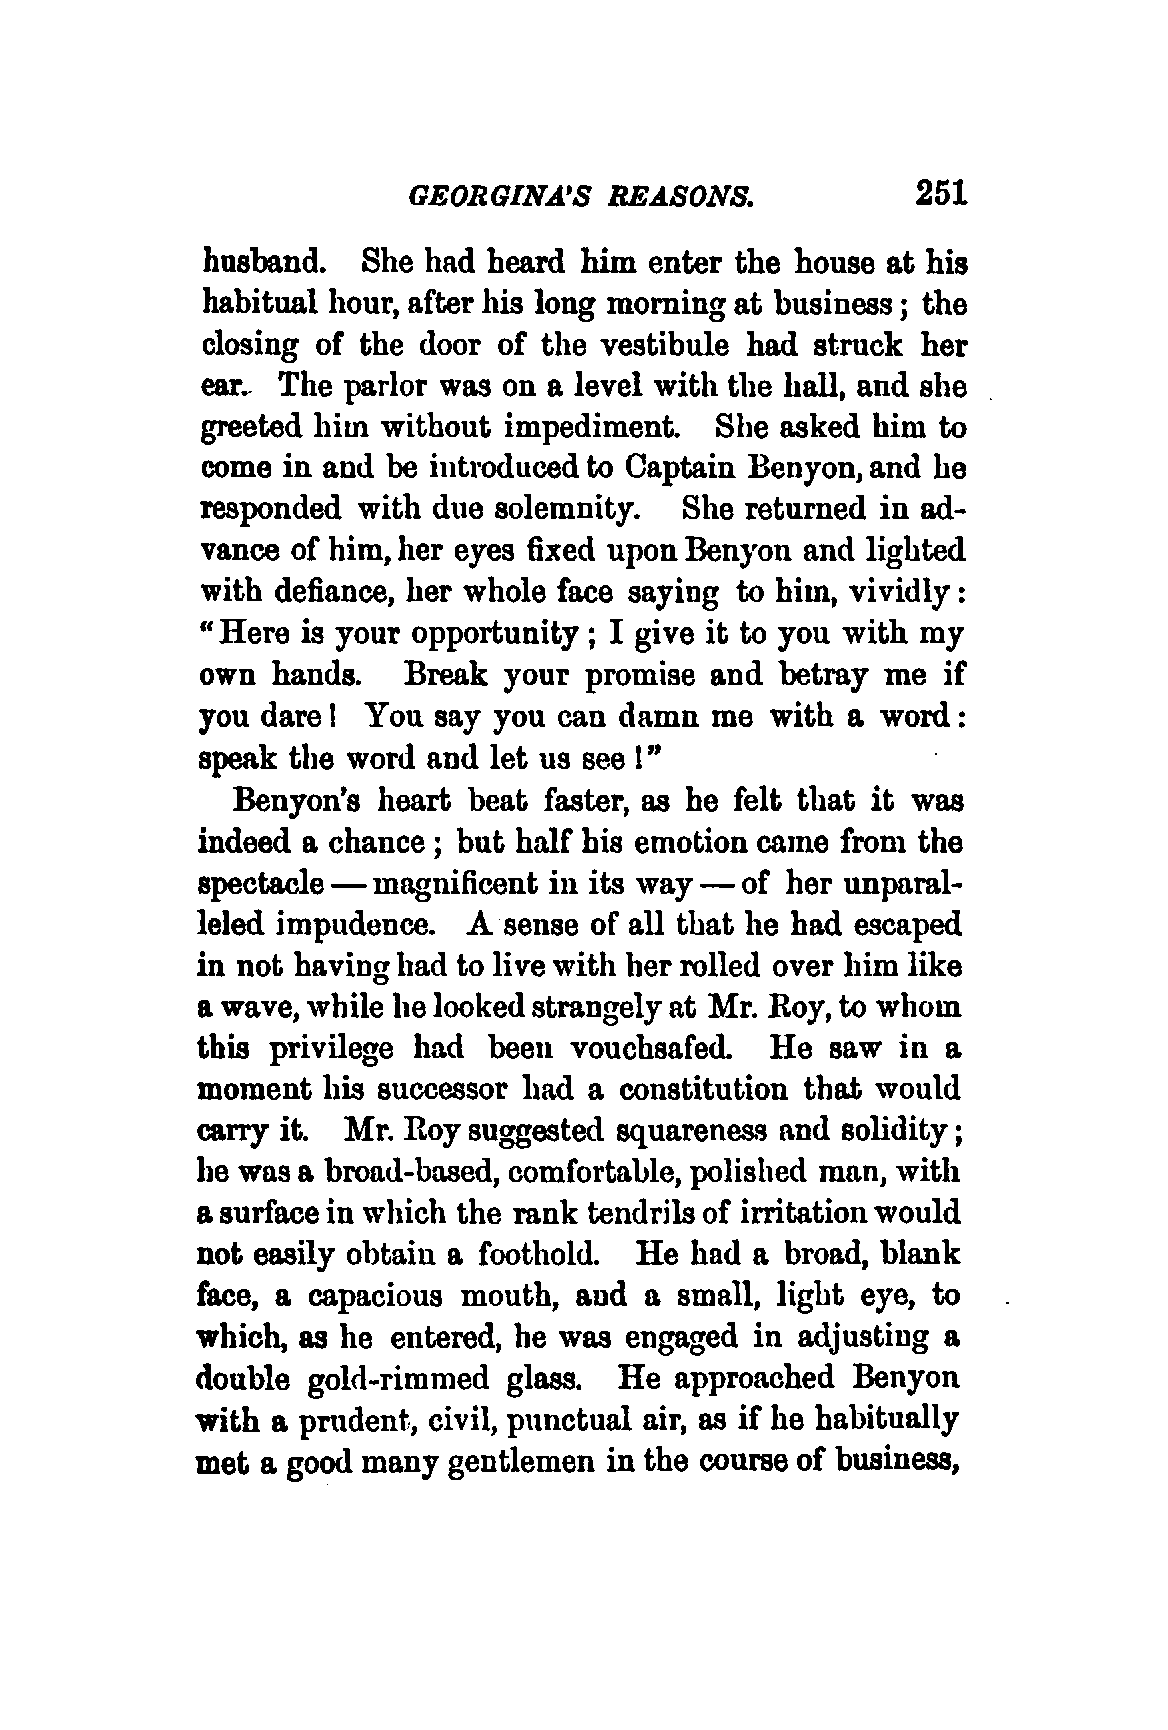 GEORGINA'S REASONS. 251
husband. She had heard him enter the house at his
habitual hour, after his long morning at business; the
closing of the door of the vestibule had struck her
ear. The parlor was on a level with the hall, and she
greeted him without impediment. She asked him to
come in and be introduced to Captain Benyon, and he
responded with due solemnity. She returned in ad-
vance of him, her eyes fixed upon Benyon and lighted
with defiance, her whole face saying to him, vividly:
"Here is your opportunity; I give it to you with my
own hands. Break your promise and betray me if
you dare! You say you can damn me with a word:
speak the word and let us see!"
Benyon's heart beat faster, as he felt that it was
indeed a chance; but half his emotion came from the
spectacle — magnificent in its way — of her unparal-
leled impudence. A sense of all that he had escaped
in not having had to live with her rolled over him like
a wave, while he looked strangely at Mr. Roy, to whom
this privilege had been vouchsafed. He saw in a
moment his successor had a constitution that would
carry it. Mr. Roy suggested squareness and solidity;
he was a broad-based, comfortable, polished man, with
a surface in which the rank tendrils of irritation would
not easily obtain a foothold. He had a broad, blank
face, a capacious mouth, and a small, light eye, to
which, as he entered, he was engaged in adjusting a
double gold-rimmed glass. He approached Benyon
with a prudent, civil, punctual air, as if he habitually
met a good many gentlemen in the course of business,